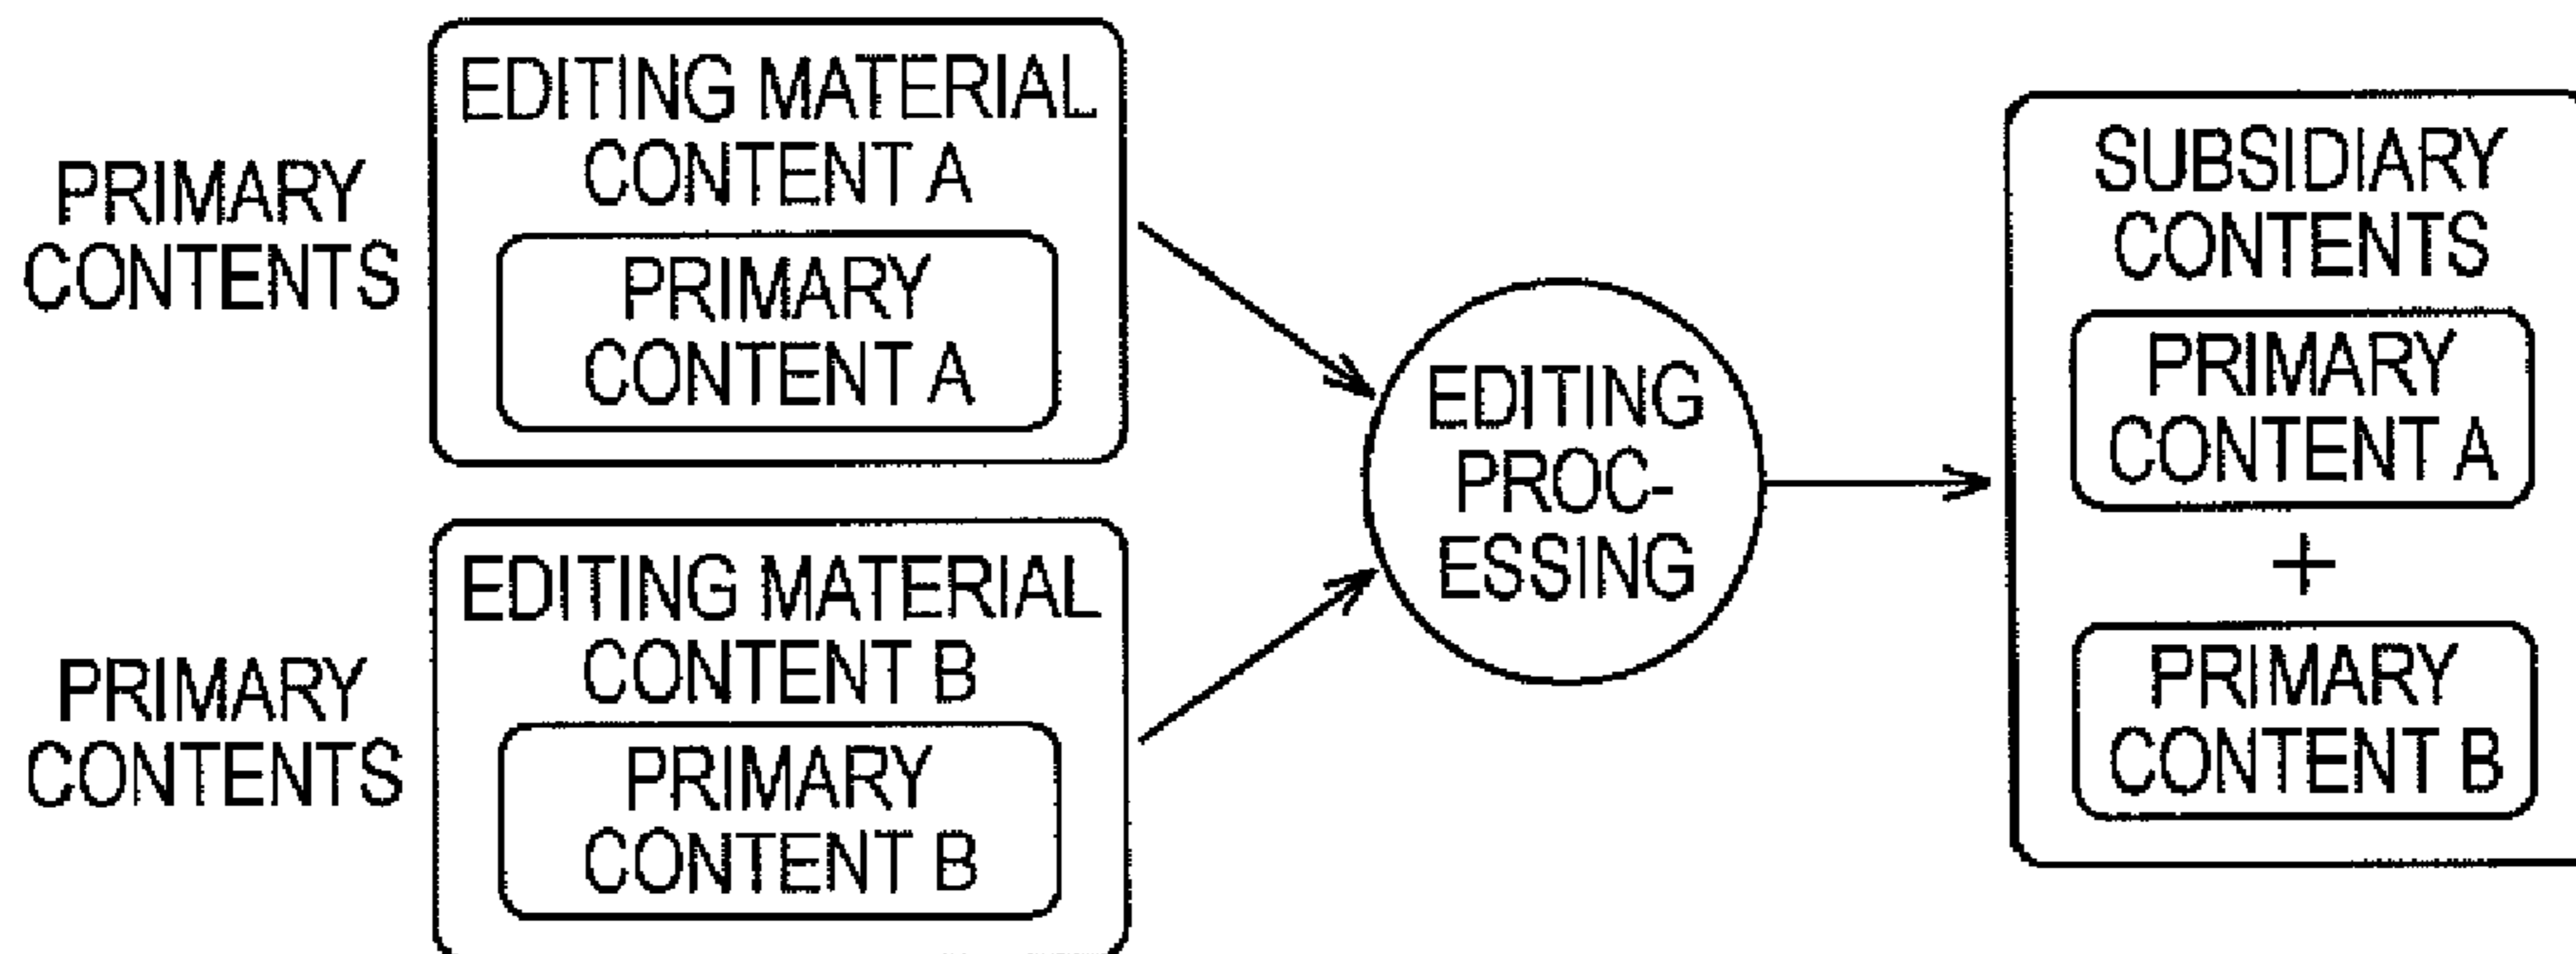 PRIMARY
CONTENTS
EDITING MATERIAL
CONTENT A
PRIMARY
CONTENT A
PRIMARY
CONTENTS
EDITING MATERIAL
CONTENT B
PRIMARY
CONTENT B
EDITING
PROC-
ESSING
SUBSIDIARY
CONTENTS
PRIMARY
CONTENT A
+
PRIMARY
CONTENT B